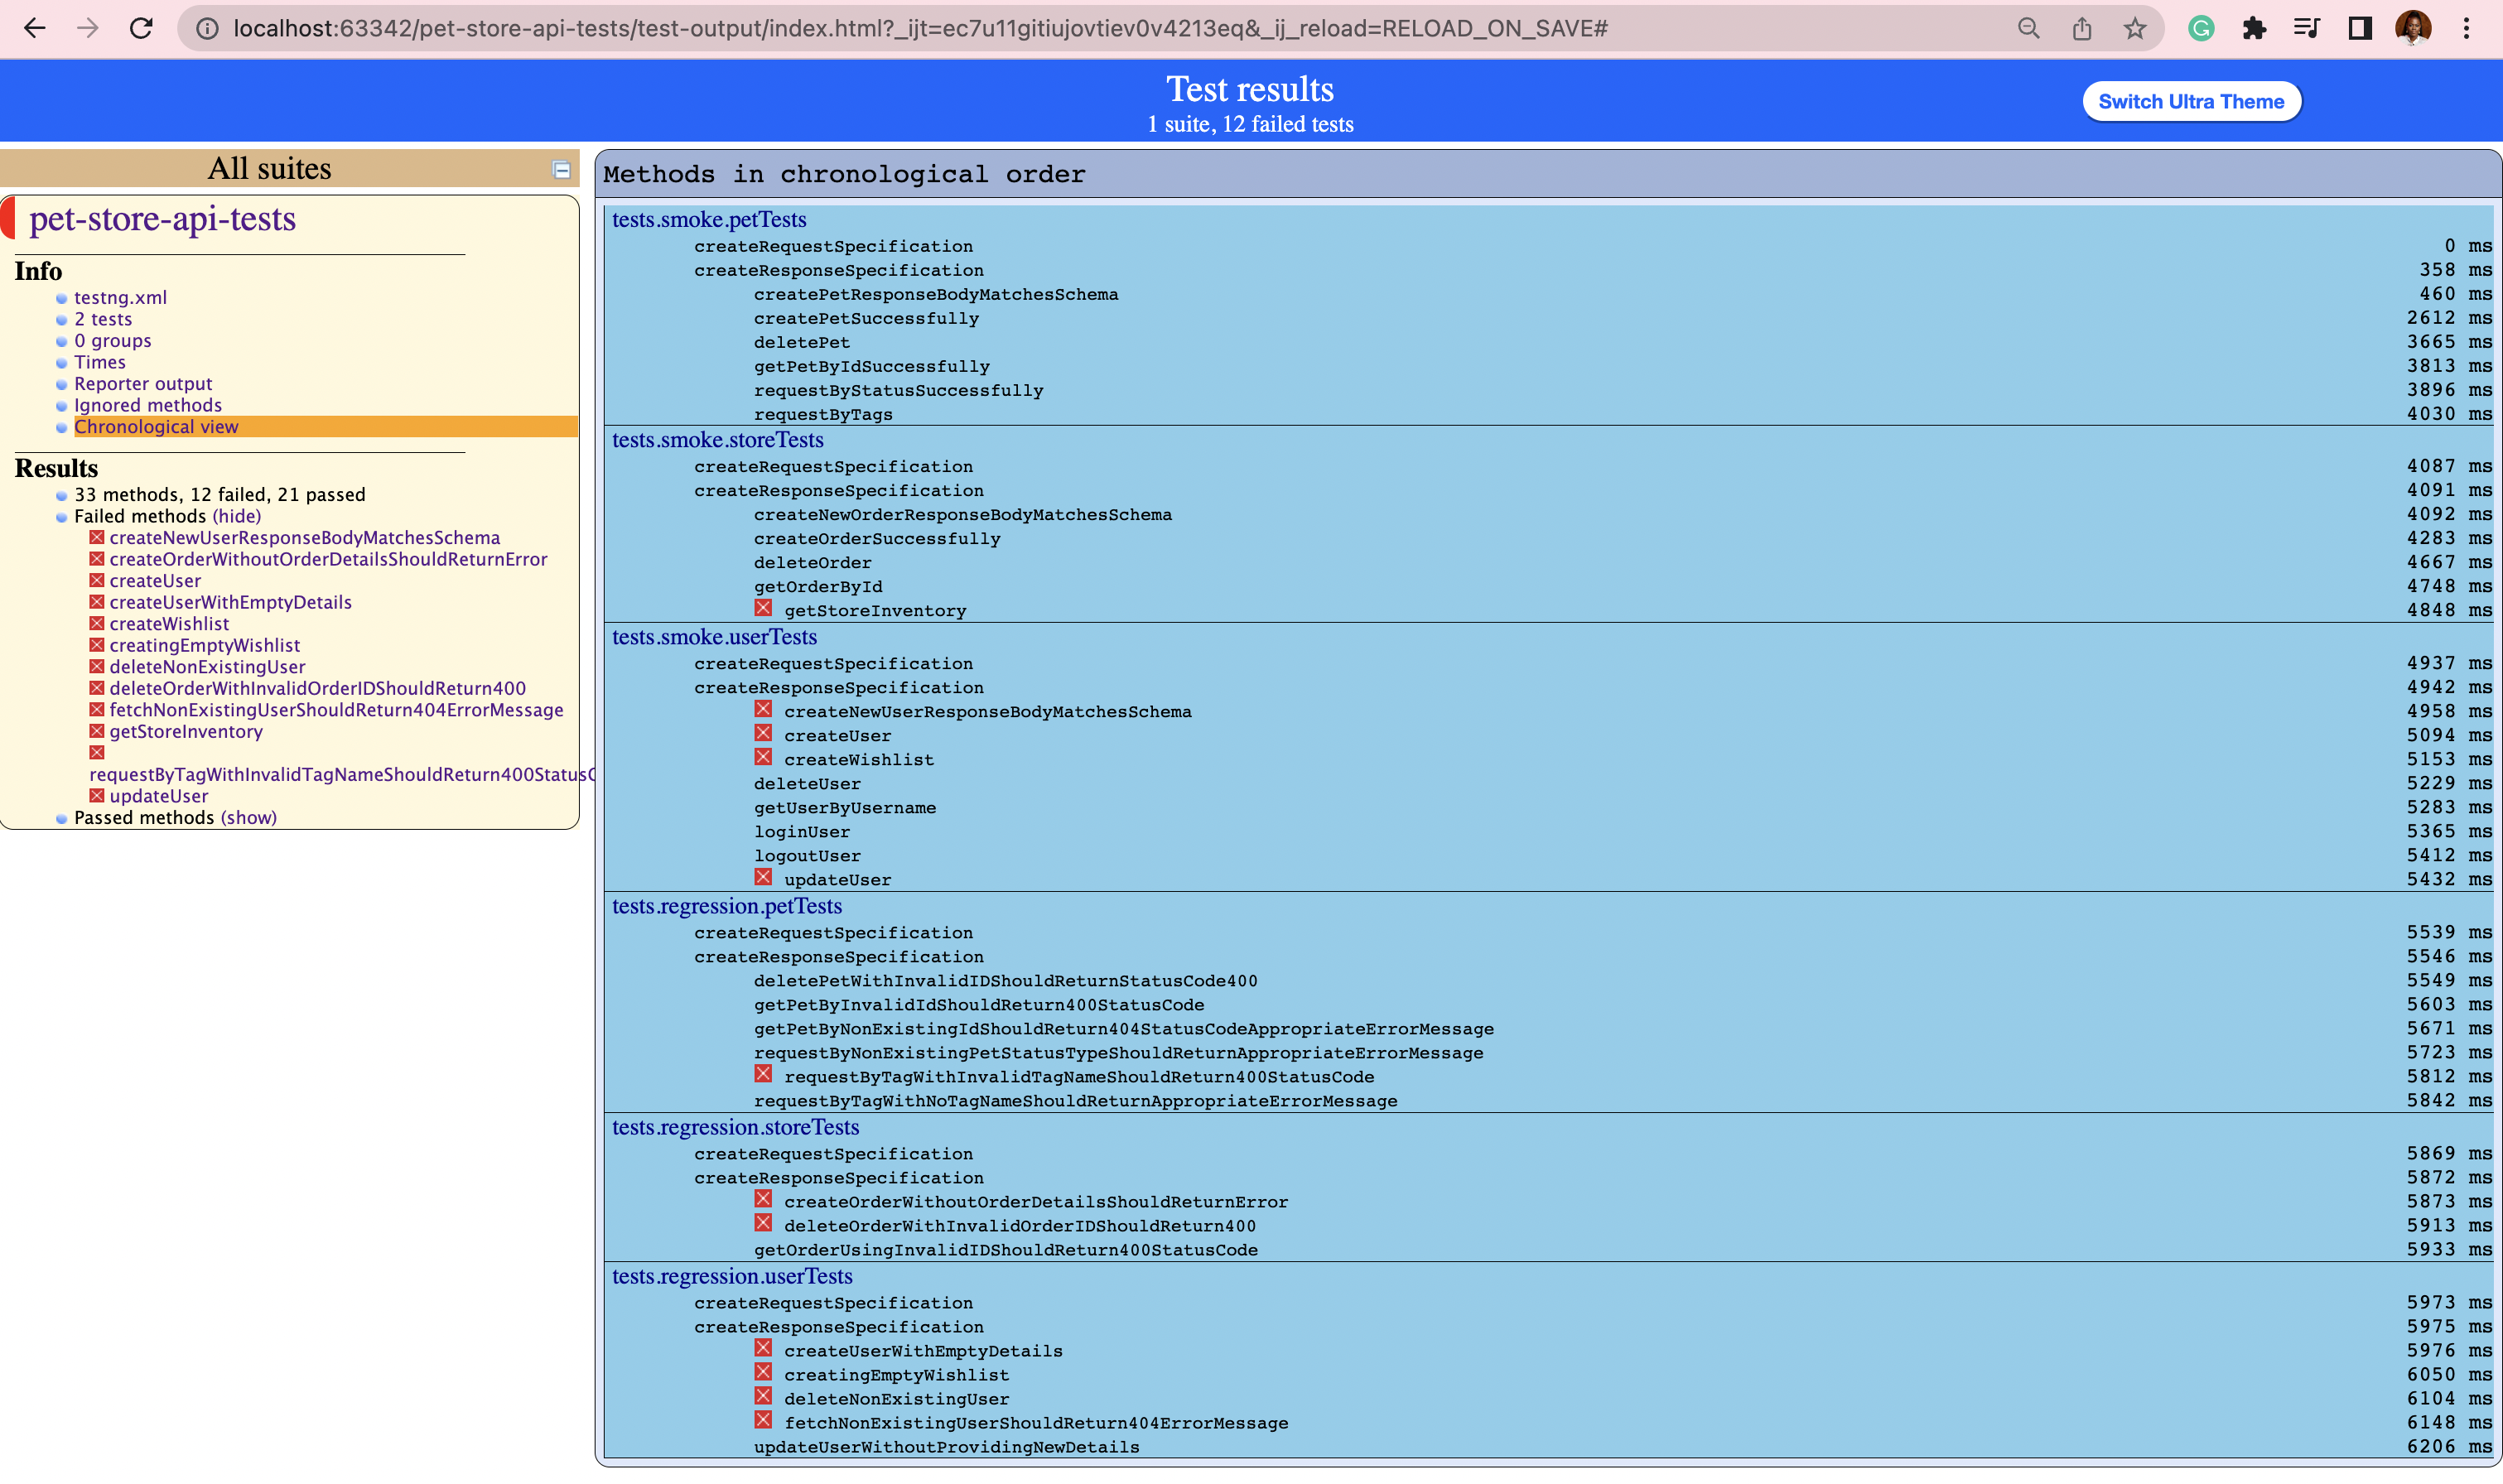 localhost:63342/pet-store-api-tests/test-output/index.html?_ijt=ec7u11gitiujovtiev0v4213eq&_ij_reload=RELOAD_ON_SAVE#
Test results
1 suite, 12 failed tests
Switch Ultra Theme
All suites
pet-store-api-tests
Info
testng.xml
2 tests
0 groups
Times
Reporter output
Ignored methods
Chronological view
Results
33 methods, 12 failed, 21 passed
Failed methods (hide)
createNewUserResponseBodyMatchesSchema
createOrderWithoutOrderDetailsShouldReturnError
createUser
createUserWithEmptyDetails
createWishlist
creatingEmptyWishlist
deleteNonExistingUser
deleteOrderWithInvalidOrderIDShouldReturn400
fetchNonExistingUserShouldReturn404ErrorMessage
getStoreInventory
requestByTagWithInvalidTagNameShouldReturn400StatusC
updateUser
Passed methods (show)
Methods in chronological order
tests.smoke.petTests
createRequestSpecification 0 ms
createResponseSpecification 358 ms
createPetResponseBodyMatchesSchema 460 ms
createPetSuccessfully 2612 ms
deletePet 3665 ms
getPetByIdSuccessfully 3813 ms
requestByStatusSuccessfully 3896 ms
requestByTags 4030 ms
tests.smoke.storeTests
createRequestSpecification 4087 ms
createResponseSpecification 4091 ms
createNewOrderResponseBodyMatchesSchema 4092 ms
createOrderSuccessfully 4283 ms
deleteOrder 4667 ms
getOrderById 4748 ms
getStoreInventory 4848 ms
tests.smoke.userTests
createRequestSpecification 4937 ms
createResponseSpecification 4942 ms
createNewUserResponseBodyMatchesSchema 4958 ms
createUser 5094 ms
createWishlist 5153 ms
deleteUser 5229 ms
getUserByUsername 5283 ms
loginUser 5365 ms
logoutUser 5412 ms
updateUser 5432 ms
tests.regression.petTests
createRequestSpecification 5539 ms
createResponseSpecification 5546 ms
deletePetWithInvalidIDShouldReturnStatusCode400 5549 ms
getPetByInvalidIdShouldReturn400StatusCode 5603 ms
getPetByNonExistingIdShouldReturn404StatusCodeAppropriateErrorMessage 5671 ms
requestByNonExistingPetStatusTypeShouldReturnAppropriateErrorMessage 5723 ms
requestByTagWithInvalidTagNameShouldReturn400StatusCode 5812 ms
requestByTagWithNoTagNameShouldReturnAppropriateErrorMessage 5842 ms
tests.regression.storeTests
createRequestSpecification 5869 ms
createResponseSpecification 5872 ms
createOrderWithoutOrderDetailsShouldReturnError 5873 ms
deleteOrderWithInvalidOrderIDShouldReturn400 5913 ms
getOrderUsingInvalidIDShouldReturn400StatusCode 5933 ms
tests.regression.userTests
createRequestSpecification 5973 ms
createResponseSpecification 5975 ms
createUserWithEmptyDetails 5976 ms
creatingEmptyWishlist 6050 ms
deleteNonExistingUser 6104 ms
fetchNonExistingUserShouldReturn404ErrorMessage 6148 ms
updateUserWithoutProvidingNewDetails 6206 ms